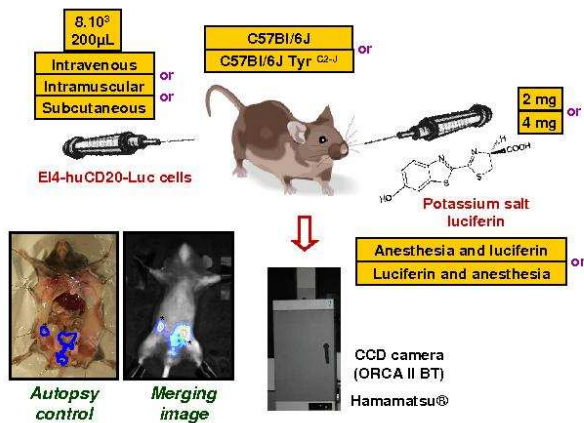 8.10³
200µL
Intravenous
or
Intramuscular
or
Subcutaneous
El4-huCD20-Luc cells
C57Bl/6J
or
C57Bl/6J Tyr C2-J
2 mg
or
4 mg
H
COOH
N
N
S
S
HO
Potassium salt
luciferin
Anesthesia and luciferin
or
Luciferin and anesthesia
CCD camera
(ORCA II BT)
Hamamatsu®
Autopsy
control
Merging
image